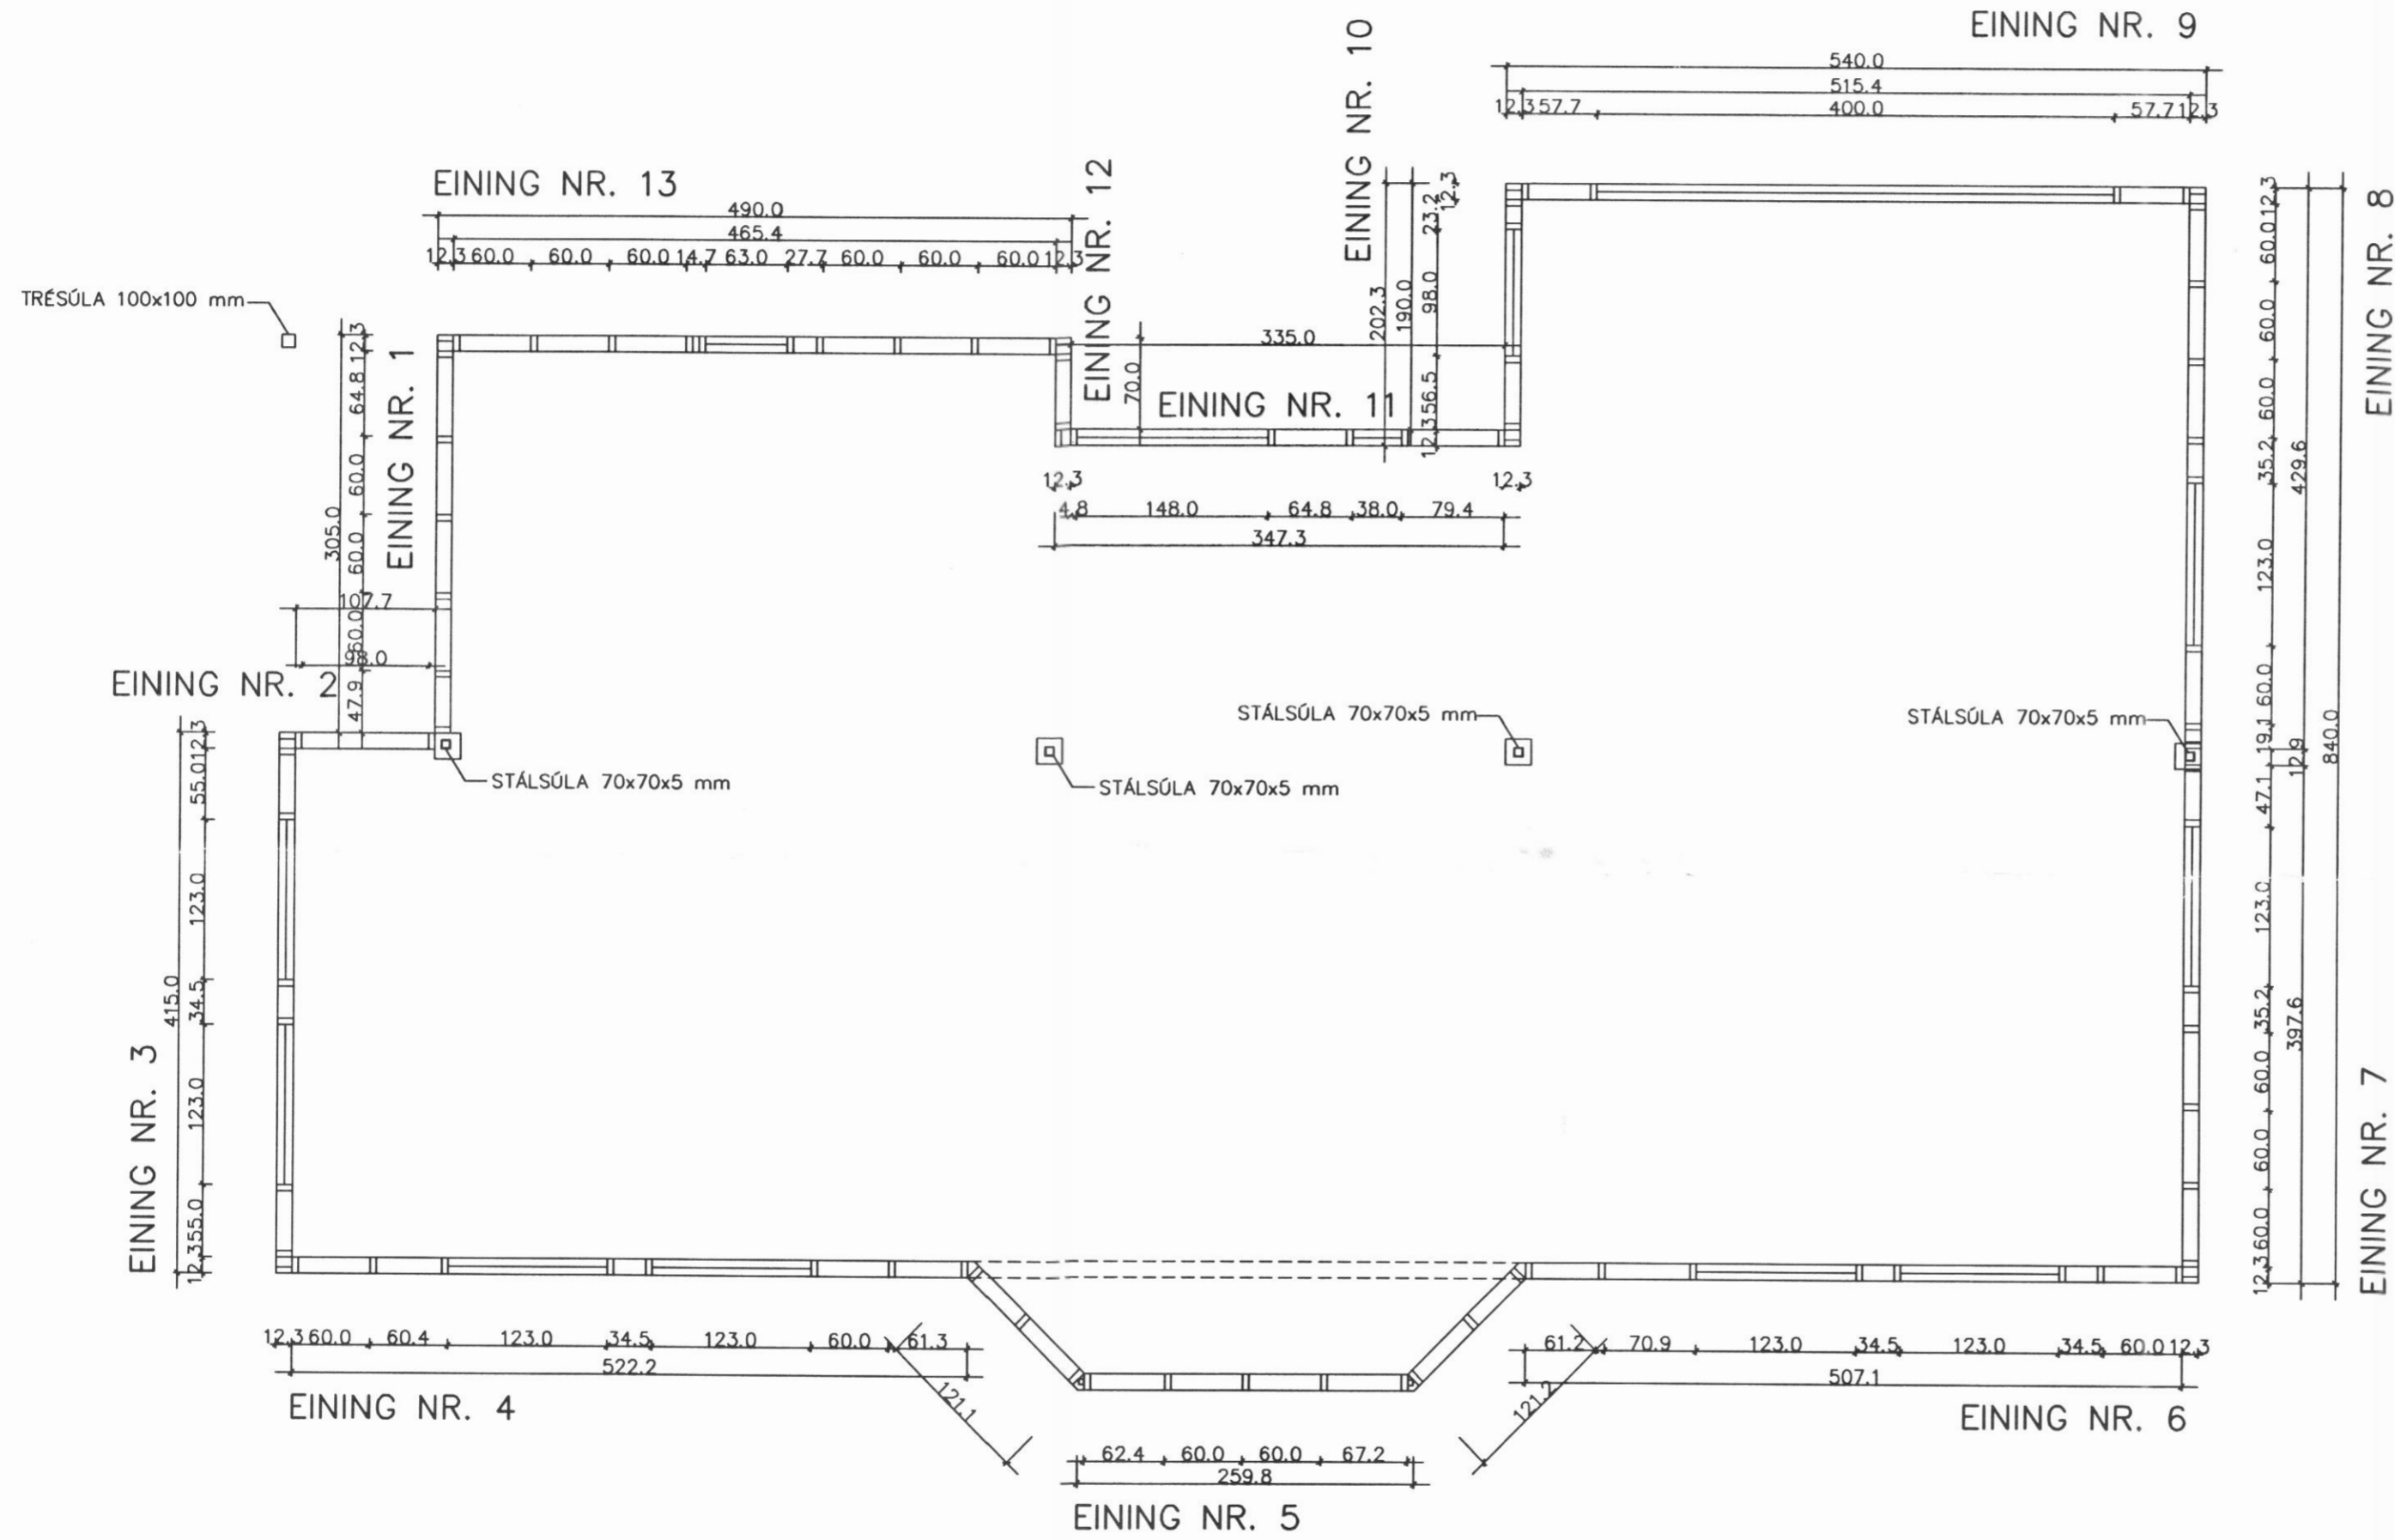 EINING NR. 9
540.0
515.4
12.3 57.7 400.0 57.7 12.3
EINING NR. 10
12.3
23.2
98.0
56.5
12.3
190.0
202.3
EINING NR. 13
490.0
465.4
12.3 60.0 60.0 60.0 14.7 63.0 27.7 60.0 60.0 60.0 12.3
EINING NR. 12
70.0
335.0
EINING NR. 11
12.3 12.3
4.8 148.0 64.8 38.0 79.4
347.3
TRÉSÚLA 100x100 mm
EINING NR. 1
12.3
64.8
60.0
60.0
60.0
47.9
305.0
107.7
98.0
EINING NR. 2
EINING NR. 8
12.3
60.0
60.0
60.0
35.2
123.0
60.0
19.1
429.6
12.9
840.0
STÁLSÚLA 70x70x5 mm
STÁLSÚLA 70x70x5 mm
STÁLSÚLA 70x70x5 mm
STÁLSÚLA 70x70x5 mm
EINING NR. 3
12.3
55.0
123.0
34.5
123.0
55.0
12.3
415.0
47.1
123.0
35.2
60.0
60.0
60.0
12.3
397.6
EINING NR. 7
12.3 60.0 60.4 123.0 34.5 123.0 60.0 61.3
522.2
EINING NR. 4
121.1
62.4 60.0 60.0 67.2
259.8
EINING NR. 5
121.2
61.2 70.9 123.0 34.5 123.0 34.5 60.0 12.3
507.1
EINING NR. 6